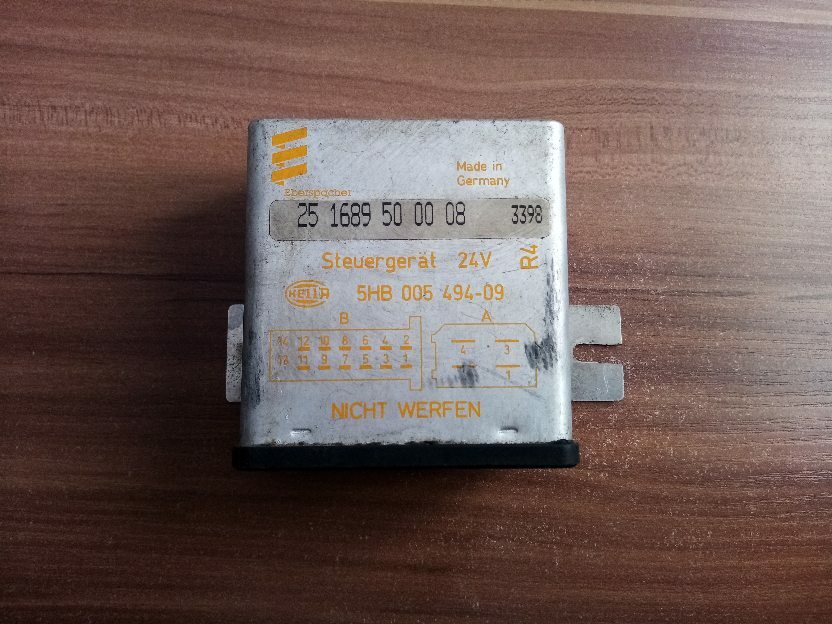 Eberspächer
Made in
Germany
25 1689 50 00 08 3398
Steuergerät 24V R4
HELLA 5HB 005 494-09
B A
14 12 10 8 6 4 2
13 11 9 7 5 3 1
4 3
1
NICHT WERFEN